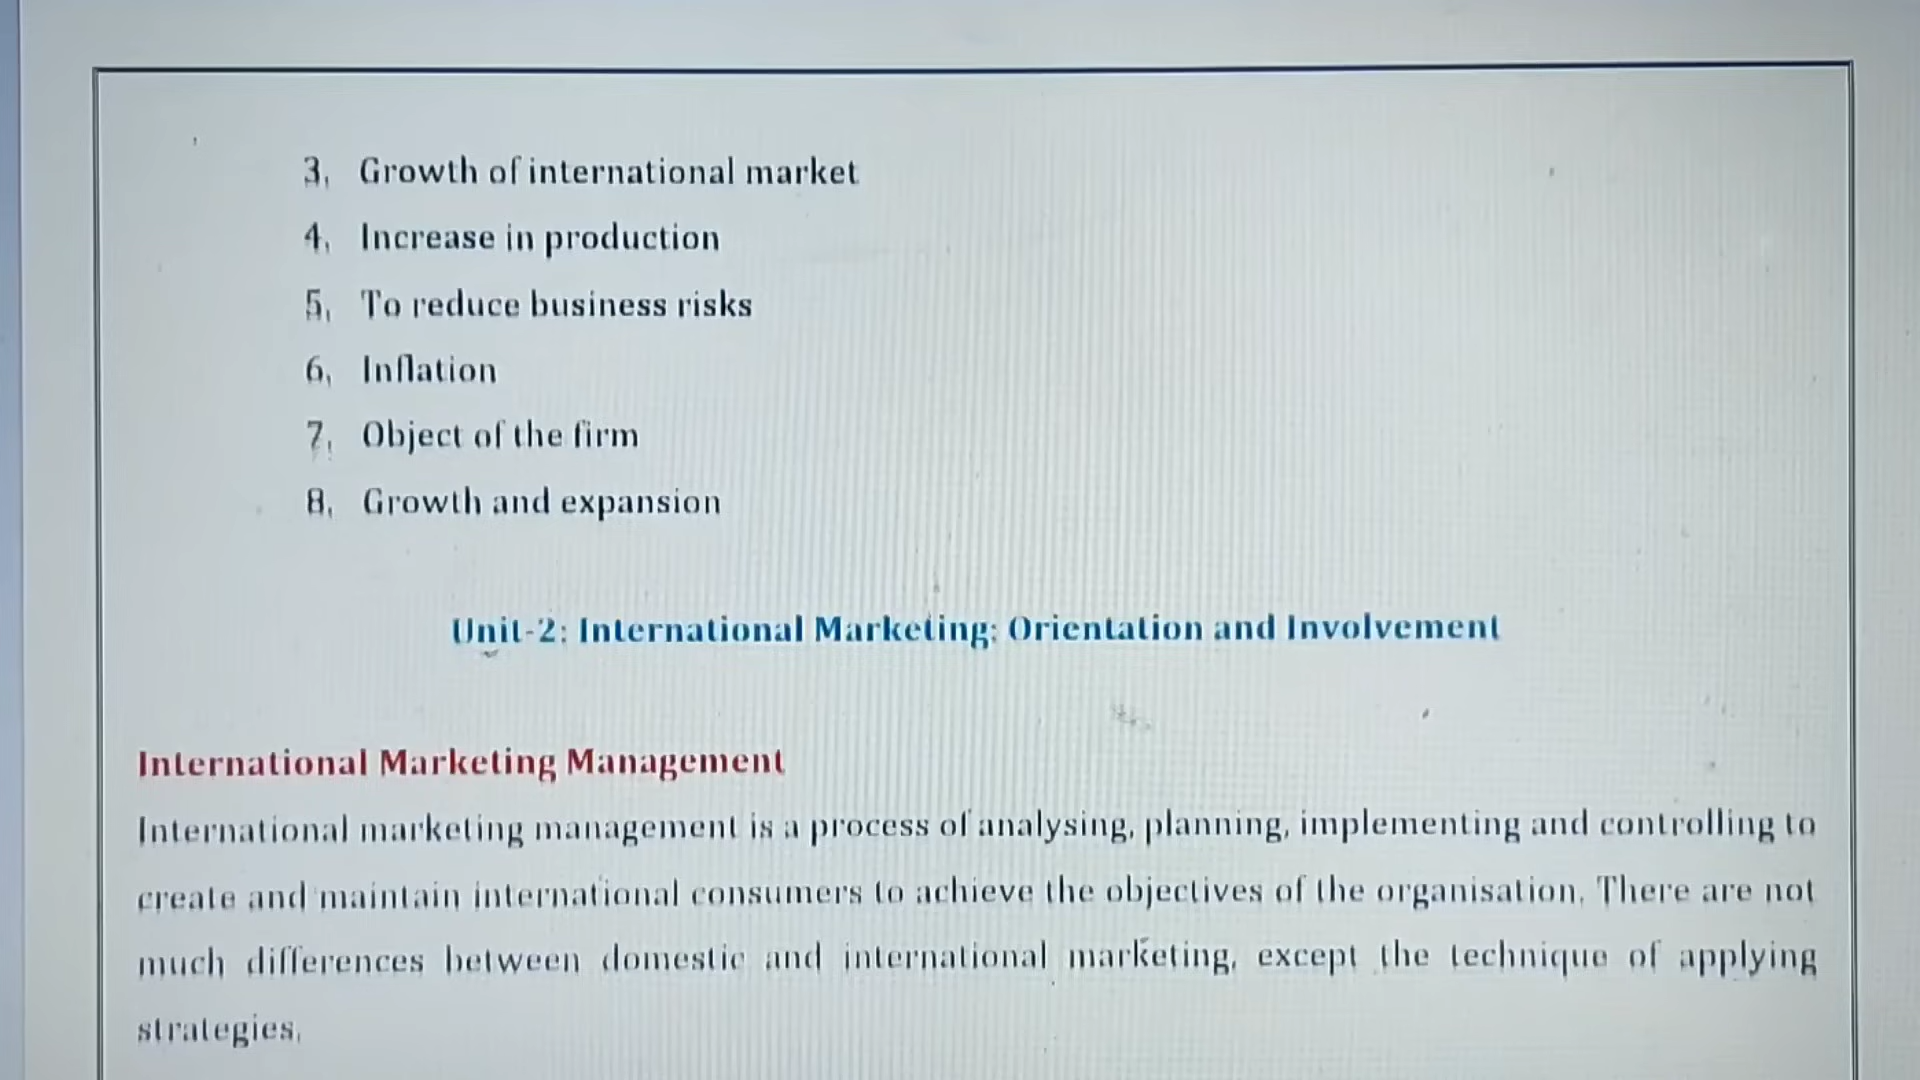 3. Growth of international market
4. Increase in production
5. To reduce business risks
6. Inflation
7. Object of the firm
8. Growth and expansion
Unit-2: International Marketing: Orientation and Involvement
International Marketing Management
International marketing management is a process of analysing, planning, implementing and controlling to
create and maintain international consumers to achieve the objectives of the organisation. There are not
much differences between domestic and international marketing, except the technique of applying
strategies.